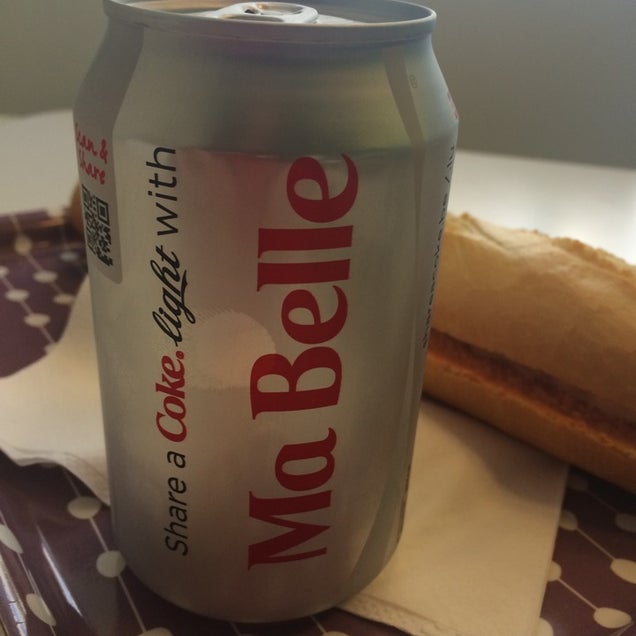 Scan &
Share
Share a Coke. light with
Ma Belle